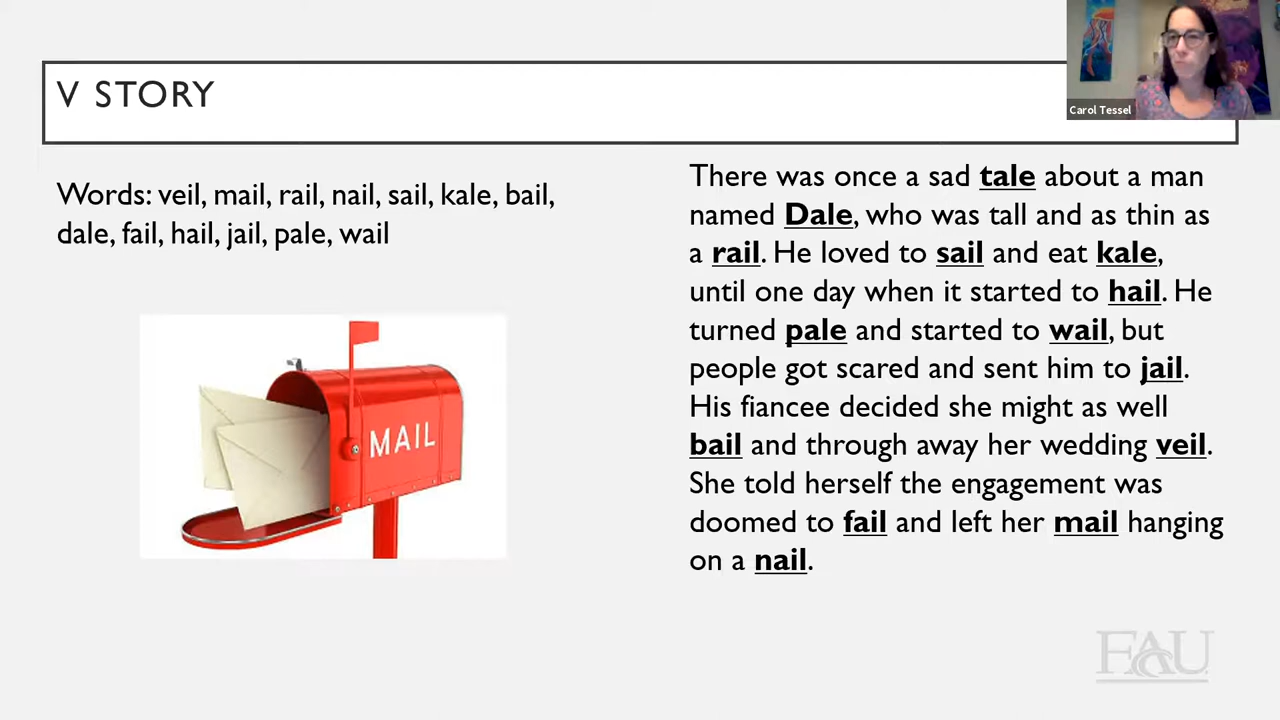 V STORY
Carol Tessel
Words: veil, mail, rail, nail, sail, kale, bail,
dale, fail, hail, jail, pale, wail
MAIL
There was once a sad tale about a man
named Dale, who was tall and as thin as
a rail. He loved to sail and eat kale,
until one day when it started to hail. He
turned pale and started to wail, but
people got scared and sent him to jail.
His fiancee decided she might as well
bail and through away her wedding veil.
She told herself the engagement was
doomed to fail and left her mail hanging
on a nail.
FAU